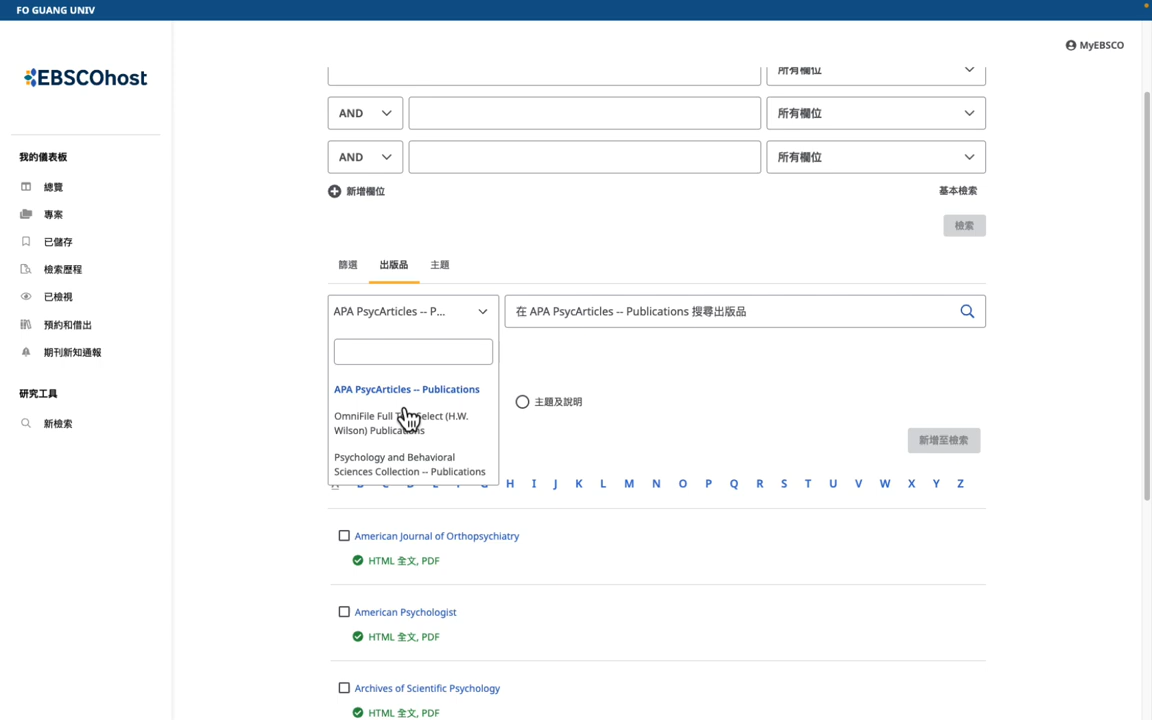 FO GUANG UNIV
MyEBSCO
EBSCOhost
我的儀表板
總覽
專案
已儲存
檢索歷程
已檢視
預約和借出
期刊新知通報
研究工具
新檢索
所有欄位
AND 所有欄位
AND 所有欄位
新增欄位 基本檢索
檢索
篩選 出版品 主題
APA PsycArticles -- P... 在 APA PsycArticles -- Publications 搜尋出版品
APA PsycArticles -- Publications
主題及說明
OmniFile Full Select (H.W.
Wilson) Publications
新增至檢索
Psychology and Behavioral
Sciences Collection -- Publications
H I J K L M N O P Q R S T U V W X Y Z
American Journal of Orthopsychiatry
HTML 全文, PDF
American Psychologist
HTML 全文, PDF
Archives of Scientific Psychology
HTML 全文, PDF